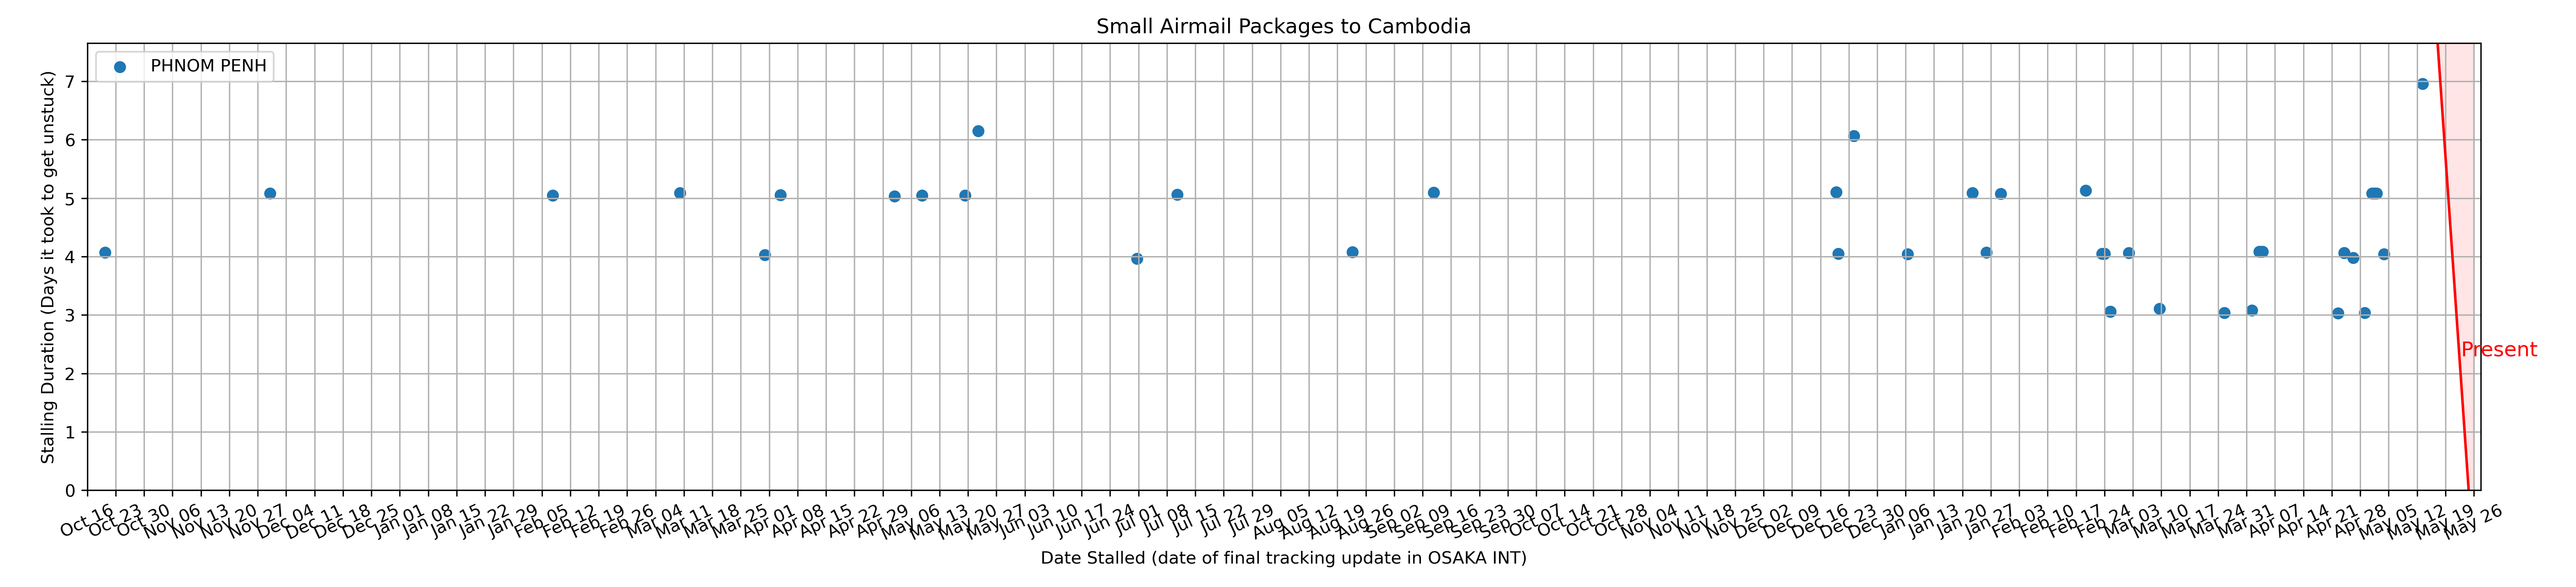 Small Airmail Packages to Cambodia
PHNOM PENH
Stalling Duration (Days it took to get unstuck)
7
6
5
4
3
2
1
0
Present
Oct 16
Oct 23
Oct 30
Nov 06
Nov 13
Nov 20
Nov 27
Dec 04
Dec 11
Dec 18
Dec 25
Jan 01
Jan 08
Jan 15
Jan 22
Jan 29
Feb 05
Feb 12
Feb 19
Feb 26
Mar 04
Mar 11
Mar 18
Mar 25
Apr 01
Apr 08
Apr 15
Apr 22
Apr 29
May 06
May 13
May 20
May 27
Jun 03
Jun 10
Jun 17
Jun 24
Jul 01
Jul 08
Jul 15
Jul 22
Jul 29
Aug 05
Aug 12
Aug 19
Aug 26
Sep 02
Sep 09
Sep 16
Sep 23
Sep 30
Oct 07
Oct 14
Oct 21
Oct 28
Nov 04
Nov 11
Nov 18
Nov 25
Dec 02
Dec 09
Dec 16
Dec 23
Dec 30
Jan 06
Jan 13
Jan 20
Jan 27
Feb 03
Feb 10
Feb 17
Feb 24
Mar 03
Mar 10
Mar 17
Mar 24
Mar 31
Apr 07
Apr 14
Apr 21
Apr 28
May 05
May 12
May 19
May 26
Date Stalled (date of final tracking update in OSAKA INT)